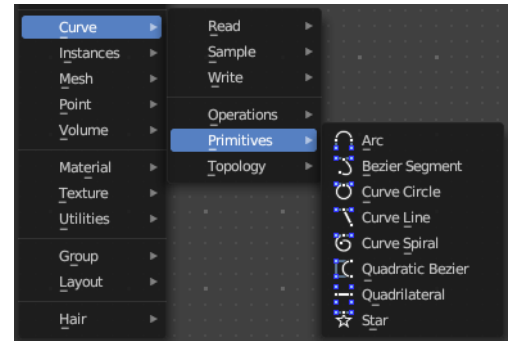 Curve
Instances
Mesh
Point
Volume
Material
Texture
Utilities
Group
Layout
Hair
Read
Sample
Write
Operations
Primitives
Topology
Arc
Bezier Segment
Curve Circle
Curve Line
Curve Spiral
Quadratic Bezier
Quadrilateral
Star